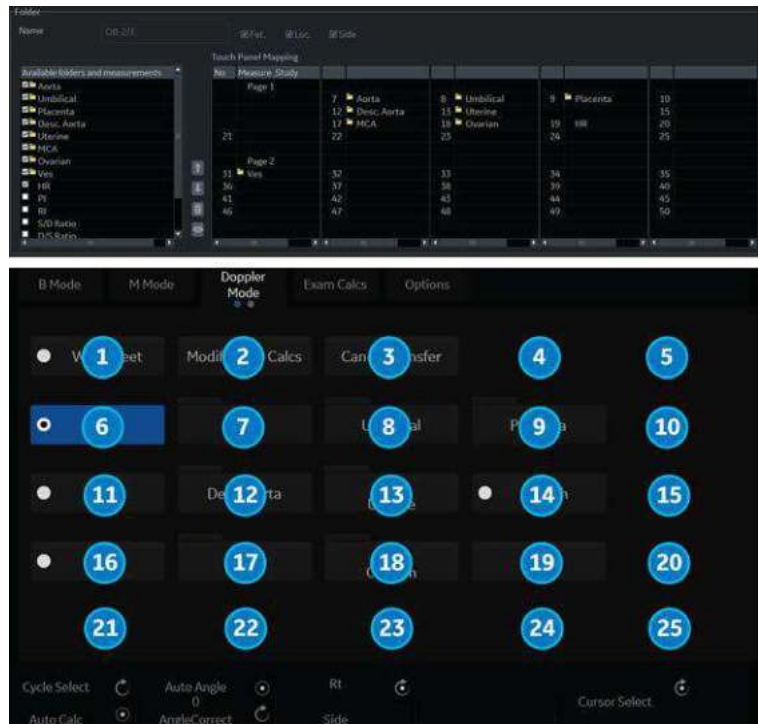 Folder
Name OB-2/3 Fet. Loc. Side
Touch Panel Mapping
Available folders and measurements No Measure Study
Aorta Page 1
Umbilical 7 Aorta 8 Umbilical 9 Placenta 10
Placenta 12 Desc. Aorta 13 Uterine 15
Desc. Aorta 17 MCA 18 Ovarian 19 HR 20
Uterine 21 22 23 24 25
MCA
Ovarian Page 2
Ves 31 Ves 32 33 34 35
HR 36 37 38 39 40
PI 41 42 43 44 45
RI 46 47 48 49 50
S/D Ratio
D/S Ratio
B Mode M Mode Doppler Mode Exam Calcs Options
1 2 Calcs 3 4 5
6 7 8 9 10
11 12 13 14 15
16 17 18 19 20
21 22 23 24 25
Cycle Select Auto Angle 0 Rt
Cursor Select
Auto Calc AngleCorrect Side